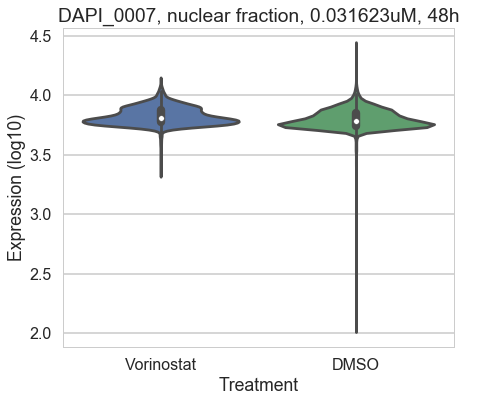 DAPI_0007, nuclear fraction, 0.031623uM, 48h
Expression (log10)
4.5
4.0
3.5
3.0
2.5
2.0
Vorinostat DMSO
Treatment